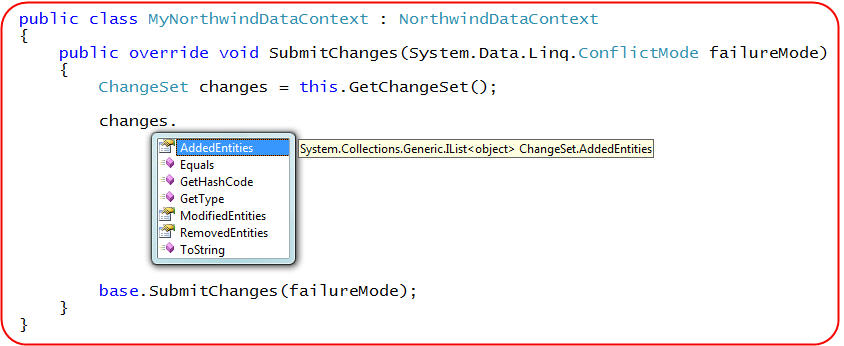 public class MyNorthwindDataContext : NorthwindDataContext
{
public override void SubmitChanges(System.Data.Linq.ConflictMode failureMode)
{
ChangeSet changes = this.GetChangeSet();
changes.
AddedEntities System.Collections.Generic.IList<object> ChangeSet.AddedEntities
Equals
GetHashCode
GetType
ModifiedEntities
RemovedEntities
ToString
base.SubmitChanges(failureMode);
}
}